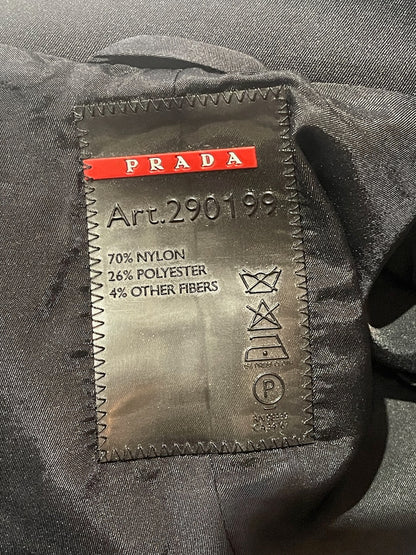 PRADA
Art.290199
70% NYLON
26% POLYESTER
4% OTHER FIBERS
P